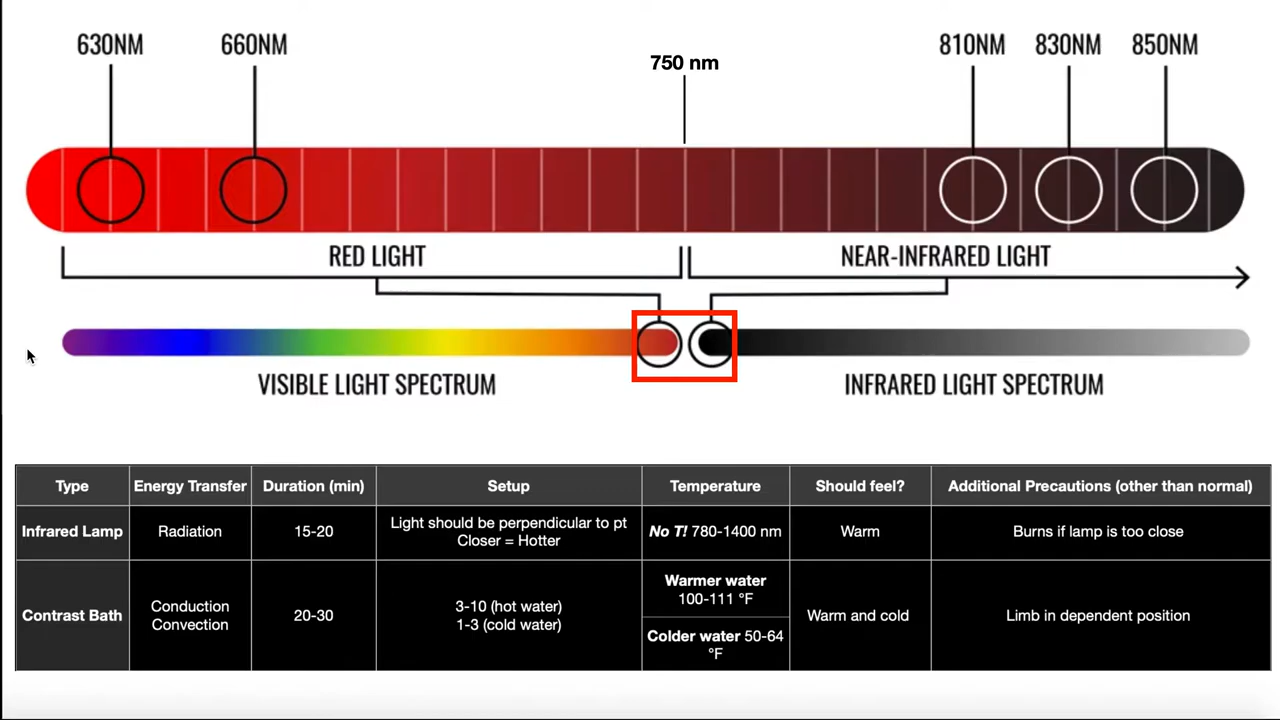 630NM 660NM 750 nm 810NM 830NM 850NM
RED LIGHT NEAR-INFRARED LIGHT
VISIBLE LIGHT SPECTRUM INFRARED LIGHT SPECTRUM
Type Energy Transfer Duration (min) Setup Temperature Should feel? Additional Precautions (other than normal)
Infrared Lamp Radiation 15-20 Light should be perpendicular to pt
Closer = Hotter No T! 780-1400 nm Warm Burns if lamp is too close
Contrast Bath Conduction
Convection 20-30 3-10 (hot water)
1-3 (cold water) Warmer water
100-111 °F
Colder water 50-64
°F Warm and cold Limb in dependent position